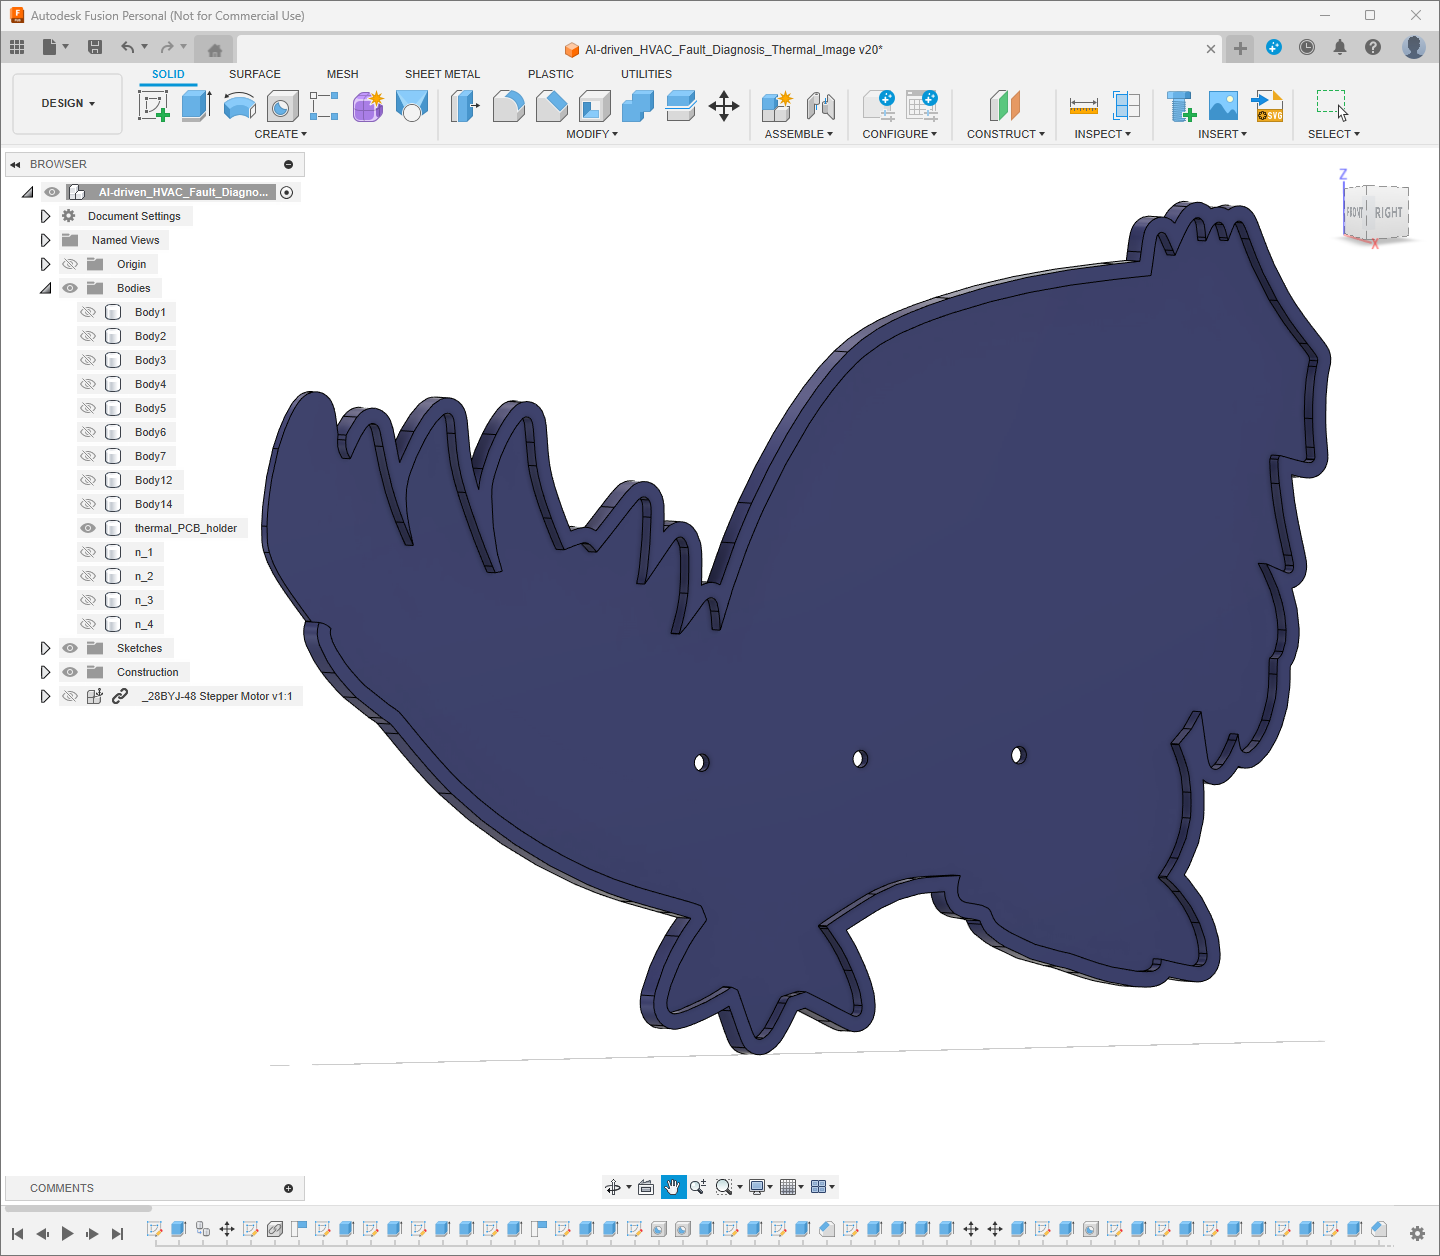 Autodesk Fusion Personal (Not for Commercial Use)
AI-driven_HVAC_Fault_Diagnosis_Thermal_Image v20*
SOLID SURFACE MESH SHEET METAL PLASTIC UTILITIES
DESIGN
CREATE MODIFY ASSEMBLE CONFIGURE CONSTRUCT INSPECT INSERT SELECT
SVG
BROWSER
AI-driven_HVAC_Fault_Diagno...
Document Settings
Named Views
Origin
Bodies
Body1
Body2
Body3
Body4
Body5
Body6
Body7
Body12
Body14
thermal_PCB_holder
n_1
n_2
n_3
n_4
Sketches
Construction
_28BYJ-48 Stepper Motor v1:1
Z
FRONT RIGHT
X
COMMENTS